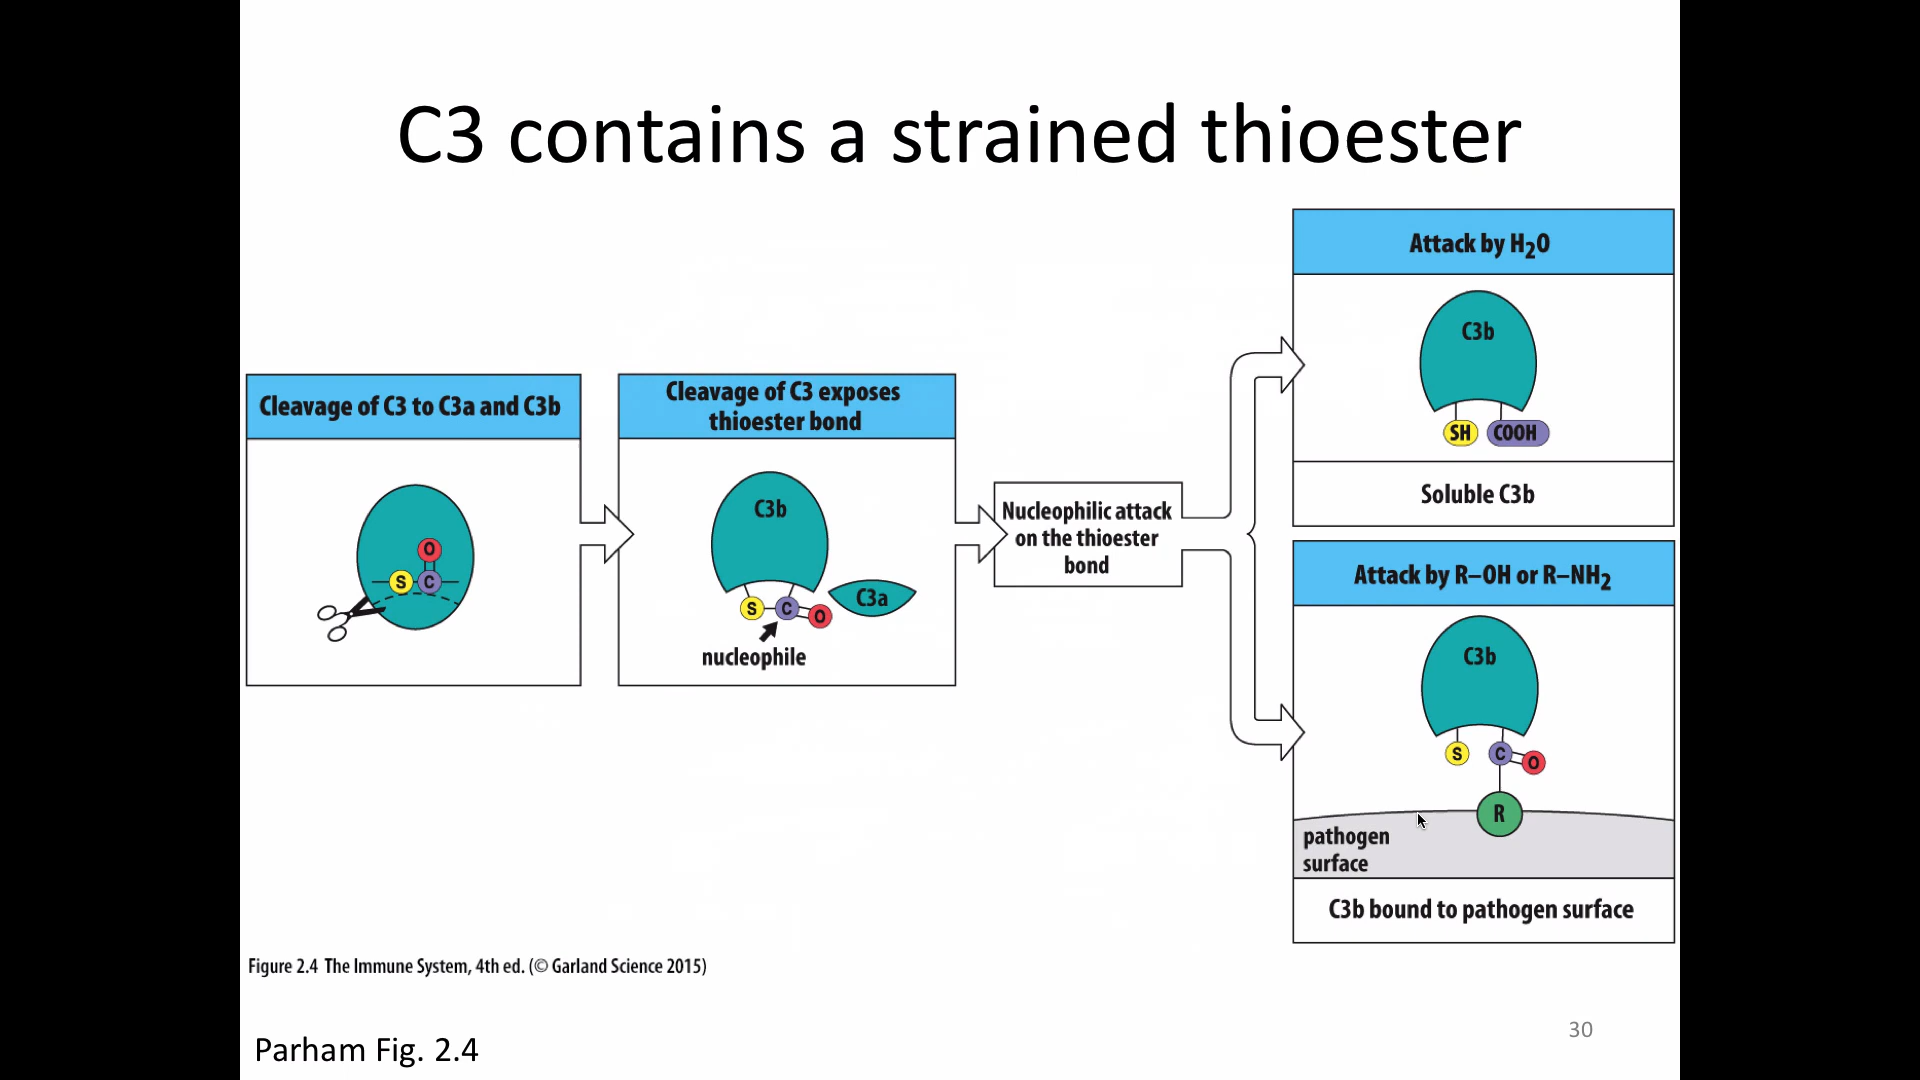 C3 contains a strained thioester
Cleavage of C3 to C3a and C3b
O
S C
Cleavage of C3 exposes
thioester bond
C3b
C3a
S C O
nucleophile
Nucleophilic attack
on the thioester
bond
Attack by H₂O
C3b
SH COOH
Soluble C3b
Attack by R–OH or R–NH₂
C3b
S C O
R
pathogen
surface
C3b bound to pathogen surface
Figure 2.4 The Immune System, 4th ed. (© Garland Science 2015)
30
Parham Fig. 2.4